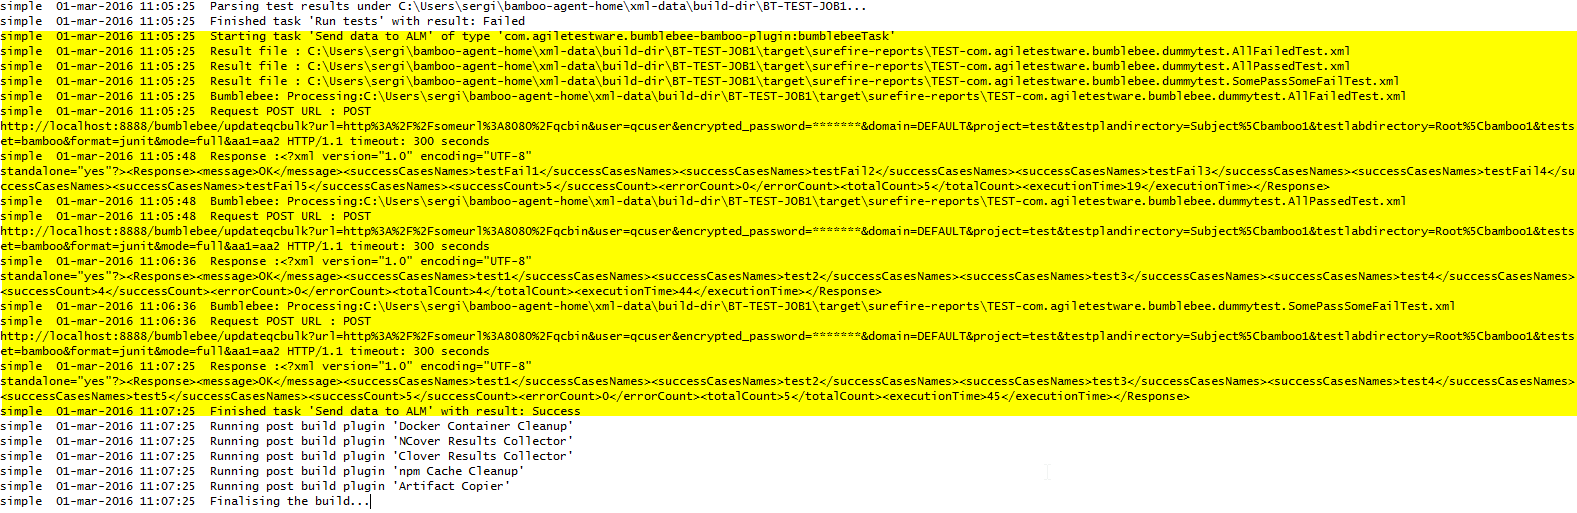 simple  01-mar-2016 11:05:25  Parsing test results under C:\Users\sergi\bamboo-agent-home\xml-data\build-dir\BT-TEST-JOB1...
simple  01-mar-2016 11:05:25  Finished task 'Run tests' with result: Failed
simple  01-mar-2016 11:05:25  Starting task 'Send data to ALM' of type 'com.agiletestware.bumblebee-bamboo-plugin:bumblebeeTask'
simple  01-mar-2016 11:05:25  Result file : C:\Users\sergi\bamboo-agent-home\xml-data\build-dir\BT-TEST-JOB1\target\surefire-reports\TEST-com.agiletestware.bumblebee.dummytest.AllFailedTest.xml
simple  01-mar-2016 11:05:25  Result file : C:\Users\sergi\bamboo-agent-home\xml-data\build-dir\BT-TEST-JOB1\target\surefire-reports\TEST-com.agiletestware.bumblebee.dummytest.AllPassedTest.xml
simple  01-mar-2016 11:05:25  Result file : C:\Users\sergi\bamboo-agent-home\xml-data\build-dir\BT-TEST-JOB1\target\surefire-reports\TEST-com.agiletestware.bumblebee.dummytest.SomePassSomeFailTest.xml
simple  01-mar-2016 11:05:25  Bumblebee: Processing:C:\Users\sergi\bamboo-agent-home\xml-data\build-dir\BT-TEST-JOB1\target\surefire-reports\TEST-com.agiletestware.bumblebee.dummytest.AllFailedTest.xml
simple  01-mar-2016 11:05:25  Request POST URL : POST
http://localhost:8888/bumblebee/updateqcbulk?url=http%3A%2F%2Fsomeurl%3A8080%2Fqcbin&user=qcuser&encrypted_password=*******&domain=DEFAULT&project=test&testplandirectory=Subject%5Cbamboo1&testlabdirectory=Root%5Cbamboo1&tests
et=bamboo&format=junit&mode=full&aa1=aa2 HTTP/1.1 timeout: 300 seconds
simple  01-mar-2016 11:05:48  Response :<?xml version="1.0" encoding="UTF-8"
standalone="yes"?><Response><message>OK</message><successCasesNames>testFail1</successCasesNames><successCasesNames>testFail2</successCasesNames><successCasesNames>testFail3</successCasesNames><successCasesNames>testFail4</su
ccessCasesNames><successCasesNames>testFail5</successCasesNames><successCount>5</successCount><errorCount>0</errorCount><totalCount>5</totalCount><executionTime>19</executionTime></Response>
simple  01-mar-2016 11:05:48  Bumblebee: Processing:C:\Users\sergi\bamboo-agent-home\xml-data\build-dir\BT-TEST-JOB1\target\surefire-reports\TEST-com.agiletestware.bumblebee.dummytest.AllPassedTest.xml
simple  01-mar-2016 11:05:48  Request POST URL : POST
http://localhost:8888/bumblebee/updateqcbulk?url=http%3A%2F%2Fsomeurl%3A8080%2Fqcbin&user=qcuser&encrypted_password=*******&domain=DEFAULT&project=test&testplandirectory=Subject%5Cbamboo1&testlabdirectory=Root%5Cbamboo1&tests
et=bamboo&format=junit&mode=full&aa1=aa2 HTTP/1.1 timeout: 300 seconds
simple  01-mar-2016 11:06:36  Response :<?xml version="1.0" encoding="UTF-8"
standalone="yes"?><Response><message>OK</message><successCasesNames>test1</successCasesNames><successCasesNames>test2</successCasesNames><successCasesNames>test3</successCasesNames><successCasesNames>test4</successCasesNames>
<successCount>4</successCount><errorCount>0</errorCount><totalCount>4</totalCount><executionTime>44</executionTime></Response>
simple  01-mar-2016 11:06:36  Bumblebee: Processing:C:\Users\sergi\bamboo-agent-home\xml-data\build-dir\BT-TEST-JOB1\target\surefire-reports\TEST-com.agiletestware.bumblebee.dummytest.SomePassSomeFailTest.xml
simple  01-mar-2016 11:06:36  Request POST URL : POST
http://localhost:8888/bumblebee/updateqcbulk?url=http%3A%2F%2Fsomeurl%3A8080%2Fqcbin&user=qcuser&encrypted_password=*******&domain=DEFAULT&project=test&testplandirectory=Subject%5Cbamboo1&testlabdirectory=Root%5Cbamboo1&tests
et=bamboo&format=junit&mode=full&aa1=aa2 HTTP/1.1 timeout: 300 seconds
simple  01-mar-2016 11:07:25  Response :<?xml version="1.0" encoding="UTF-8"
standalone="yes"?><Response><message>OK</message><successCasesNames>test1</successCasesNames><successCasesNames>test2</successCasesNames><successCasesNames>test3</successCasesNames><successCasesNames>test4</successCasesNames>
<successCasesNames>test5</successCasesNames><successCount>5</successCount><errorCount>0</errorCount><totalCount>5</totalCount><executionTime>45</executionTime></Response>
simple  01-mar-2016 11:07:25  Finished task 'Send data to ALM' with result: Success
simple  01-mar-2016 11:07:25  Running post build plugin 'Docker Container Cleanup'
simple  01-mar-2016 11:07:25  Running post build plugin 'NCover Results Collector'
simple  01-mar-2016 11:07:25  Running post build plugin 'Clover Results Collector'
simple  01-mar-2016 11:07:25  Running post build plugin 'npm Cache Cleanup'
simple  01-mar-2016 11:07:25  Running post build plugin 'Artifact Copier'
simple  01-mar-2016 11:07:25  Finalising the build...